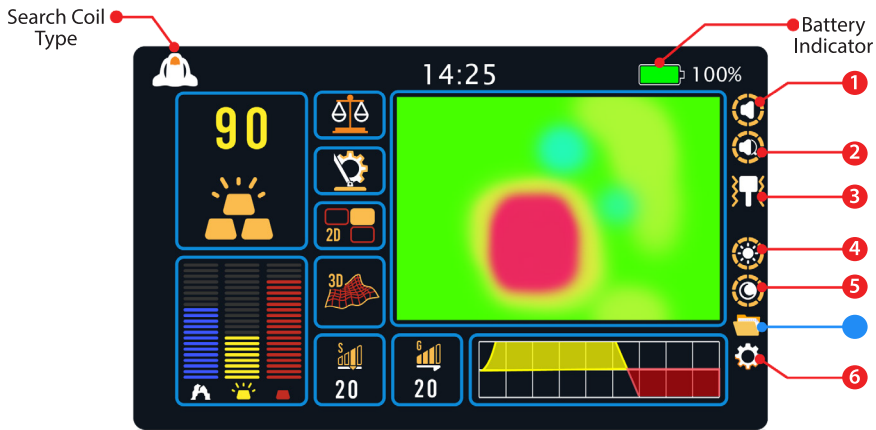 Search Coil
Type
Battery
Indicator
14:25
100%
90
2D
3D
S
20
G
20
1
2
3
4
5
6